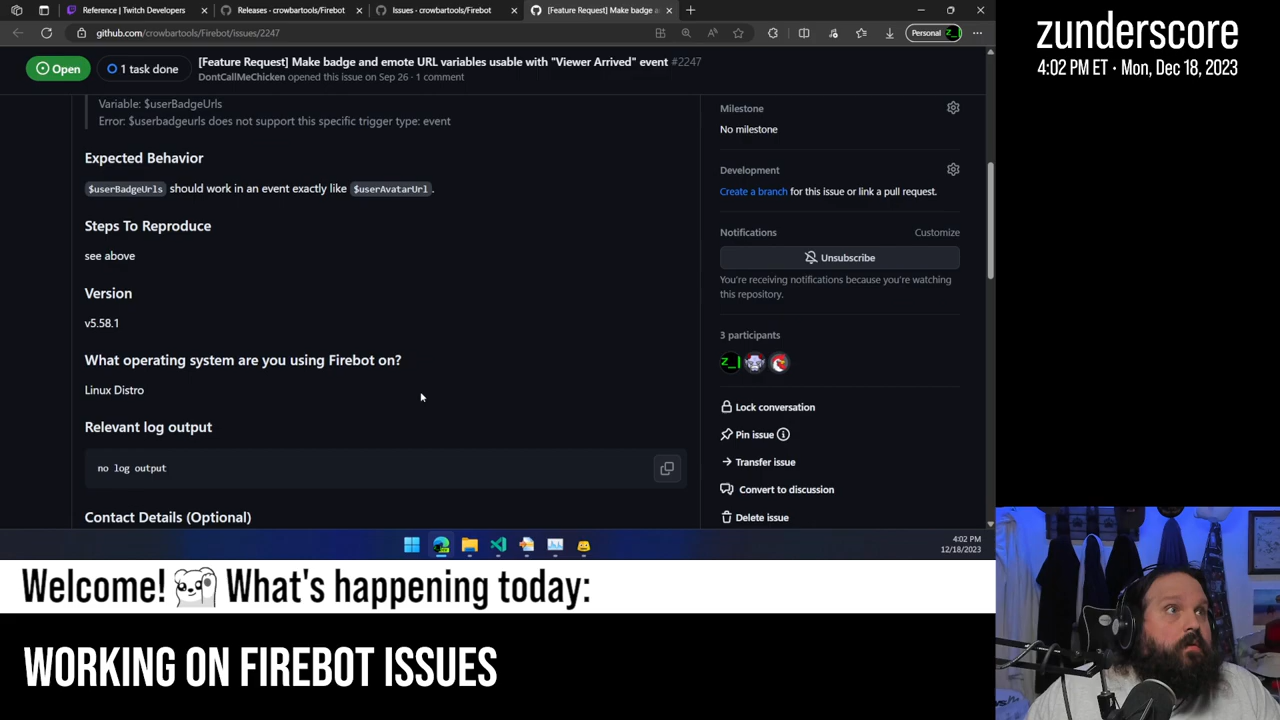 Reference | Twitch Developers
Releases - crowbartools/Firebot
Issues - crowbartools/Firebot
[Feature Request] Make badge a
github.com/crowbartools/Firebot/issues/2247
Personal
Open
1 task done
[Feature Request] Make badge and emote URL variables usable with "Viewer Arrived" event #2247
DontCallMeChicken opened this issue on Sep 26 · 1 comment
Variable: $userBadgeUrls
Error: $userbadgeurls does not support this specific trigger type: event
Expected Behavior
$userBadgeUrls should work in an event exactly like $userAvatarUrl.
Steps To Reproduce
see above
Version
v5.58.1
What operating system are you using Firebot on?
Linux Distro
Relevant log output
no log output
Contact Details (Optional)
Milestone
No milestone
Development
Create a branch for this issue or link a pull request.
Notifications
Customize
Unsubscribe
You're receiving notifications because you're watching
this repository.
3 participants
Lock conversation
Pin issue
Transfer issue
Convert to discussion
Delete issue
4:02 PM
12/18/2023
zunderscore
4:02 PM ET · Mon, Dec 18, 2023
Welcome! What's happening today:
WORKING ON FIREBOT ISSUES